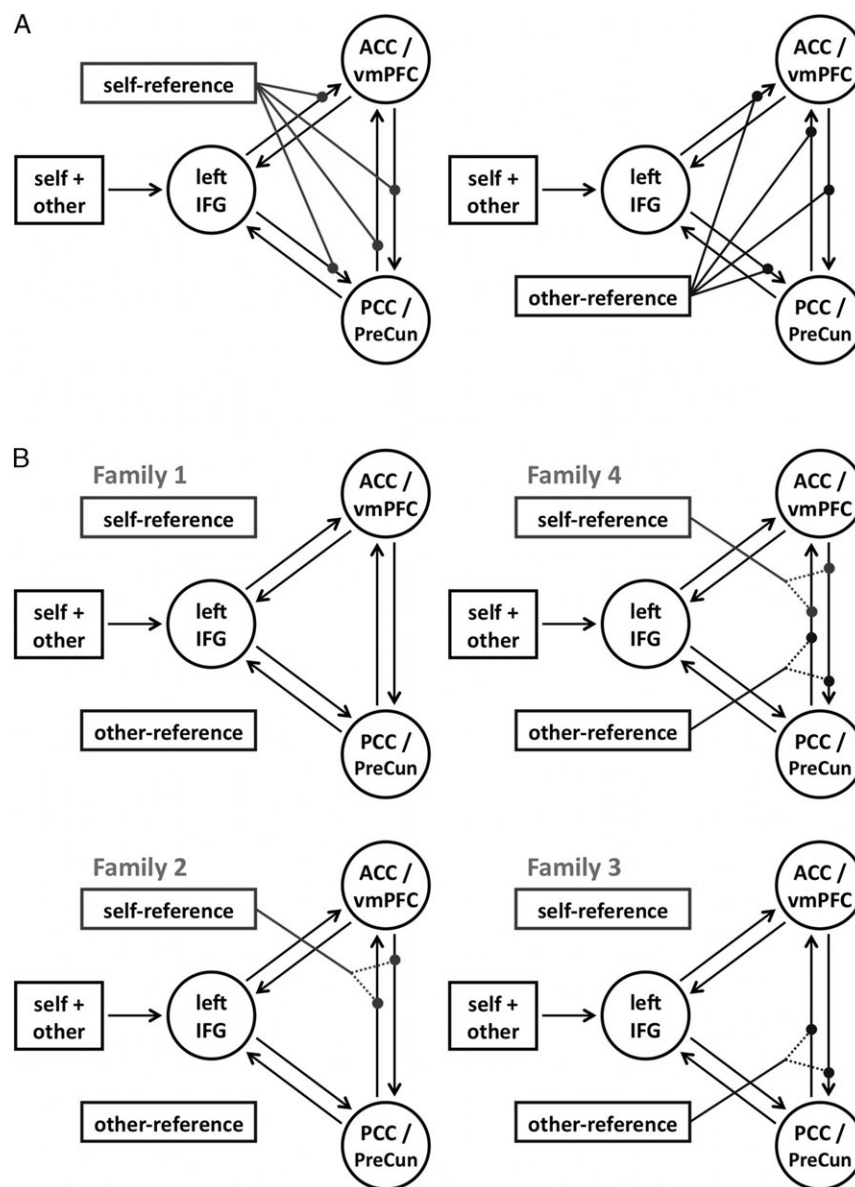 A
self-reference
ACC /
vmPFC
self +
other
left
IFG
PCC /
PreCun
ACC /
vmPFC
self +
other
left
IFG
other-reference
PCC /
PreCun
B
Family 1
self-reference
ACC /
vmPFC
self +
other
left
IFG
other-reference
PCC /
PreCun
Family 4
self-reference
ACC /
vmPFC
self +
other
left
IFG
other-reference
PCC /
PreCun
Family 2
self-reference
ACC /
vmPFC
self +
other
left
IFG
other-reference
PCC /
PreCun
Family 3
self-reference
ACC /
vmPFC
self +
other
left
IFG
other-reference
PCC /
PreCun